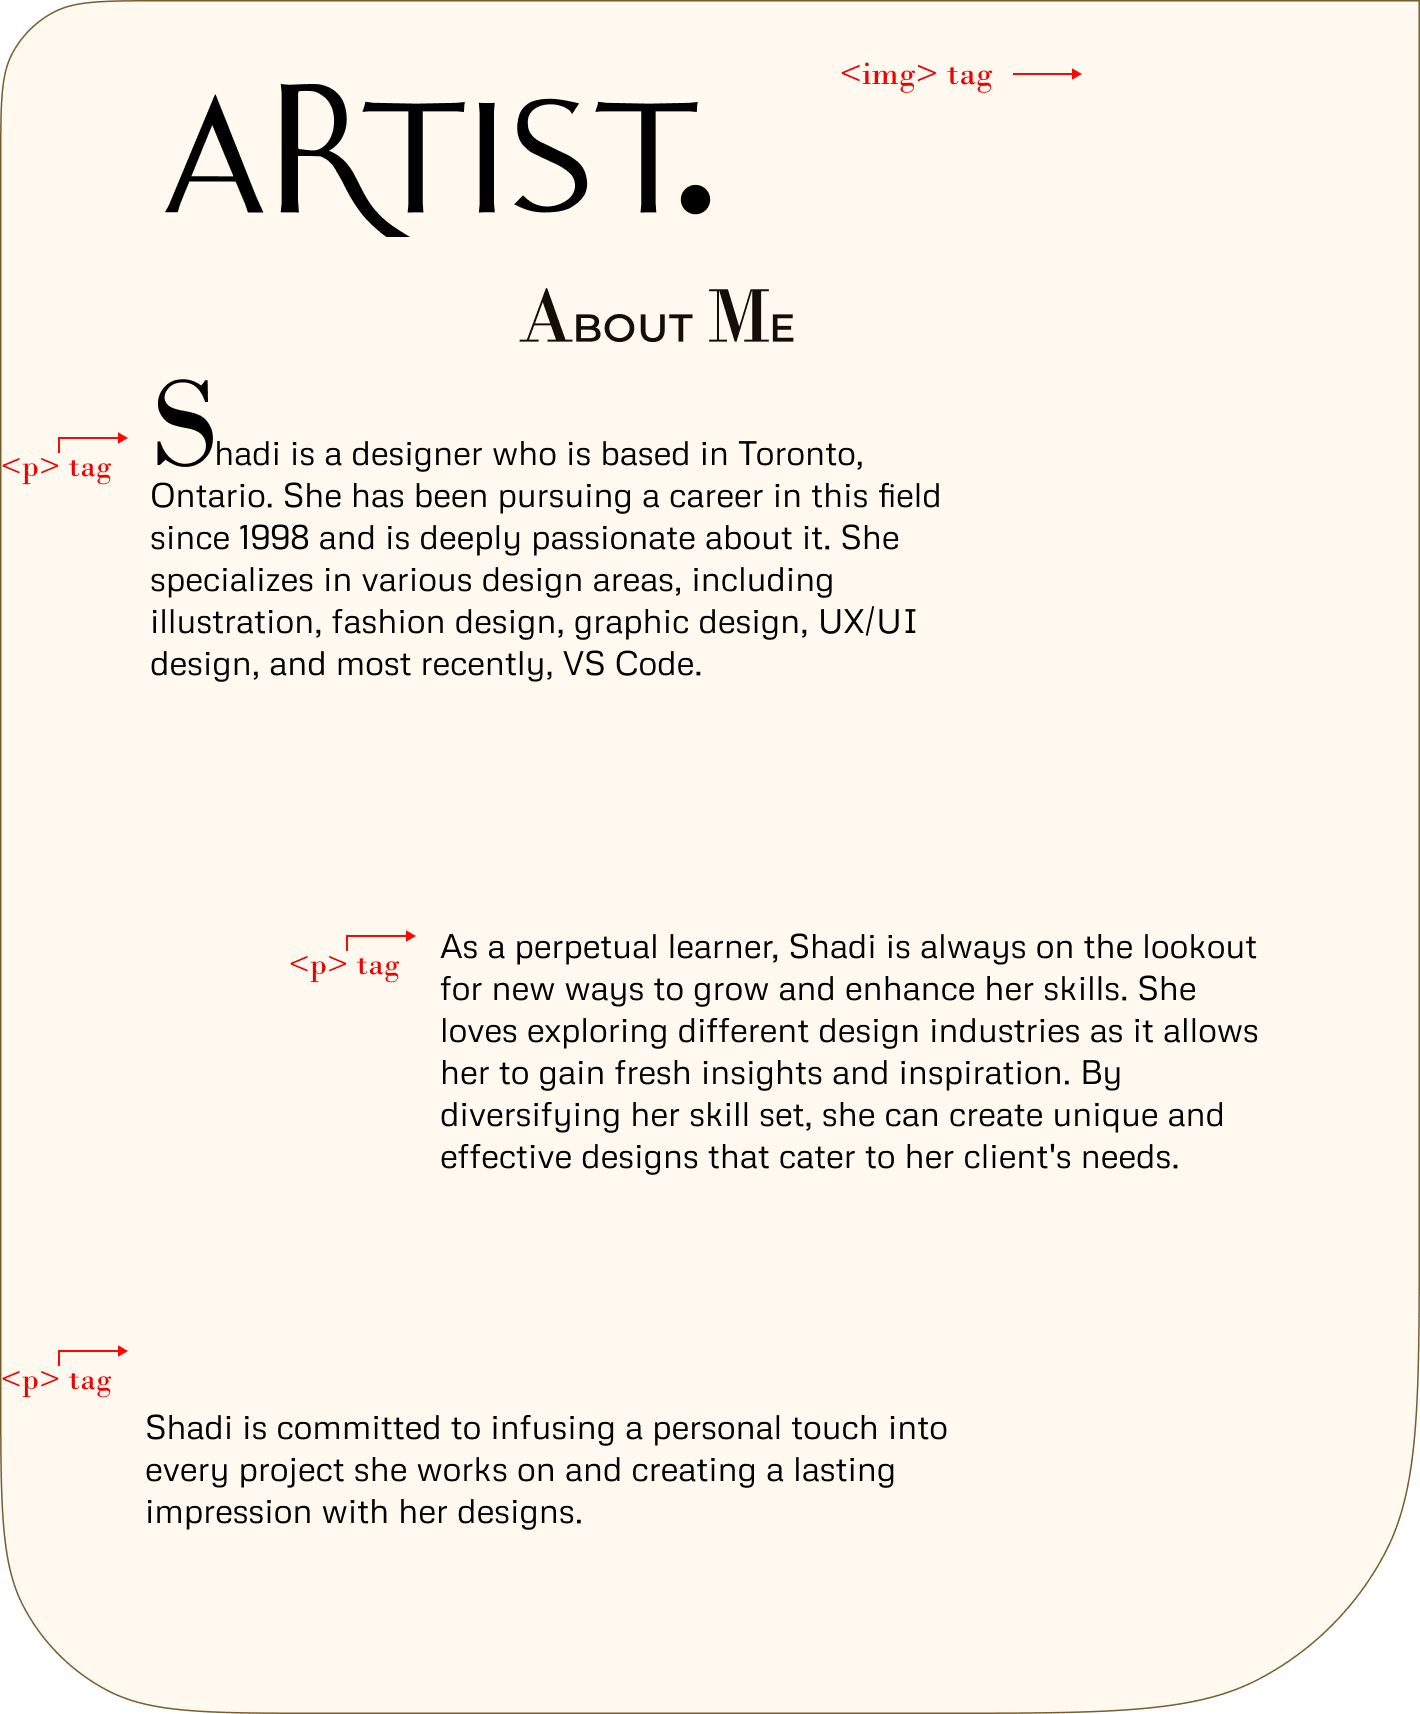 <img> tag
ARTIST.
About Me
Shadi is a designer who is based in Toronto,
<p> tag
Ontario. She has been pursuing a career in this field
since 1998 and is deeply passionate about it. She
specializes in various design areas, including
illustration, fashion design, graphic design, UX/UI
design, and most recently, VS Code.
As a perpetual learner, Shadi is always on the lookout
<p> tag
for new ways to grow and enhance her skills. She
loves exploring different design industries as it allows
her to gain fresh insights and inspiration. By
diversifying her skill set, she can create unique and
effective designs that cater to her client's needs.
<p> tag
Shadi is committed to infusing a personal touch into
every project she works on and creating a lasting
impression with her designs.